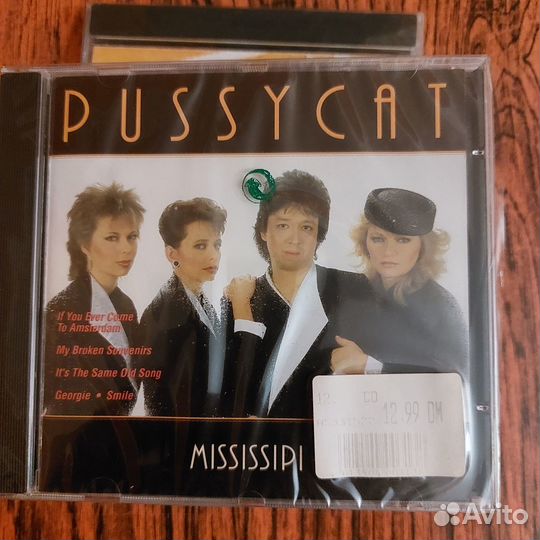 PUSSYCAT
If You Ever Come
To Amsterdam
My Broken Souvenirs
It's The Same Old Song
Georgie • Smile
CD
12.99 DM
MISSISSIPI
Avito